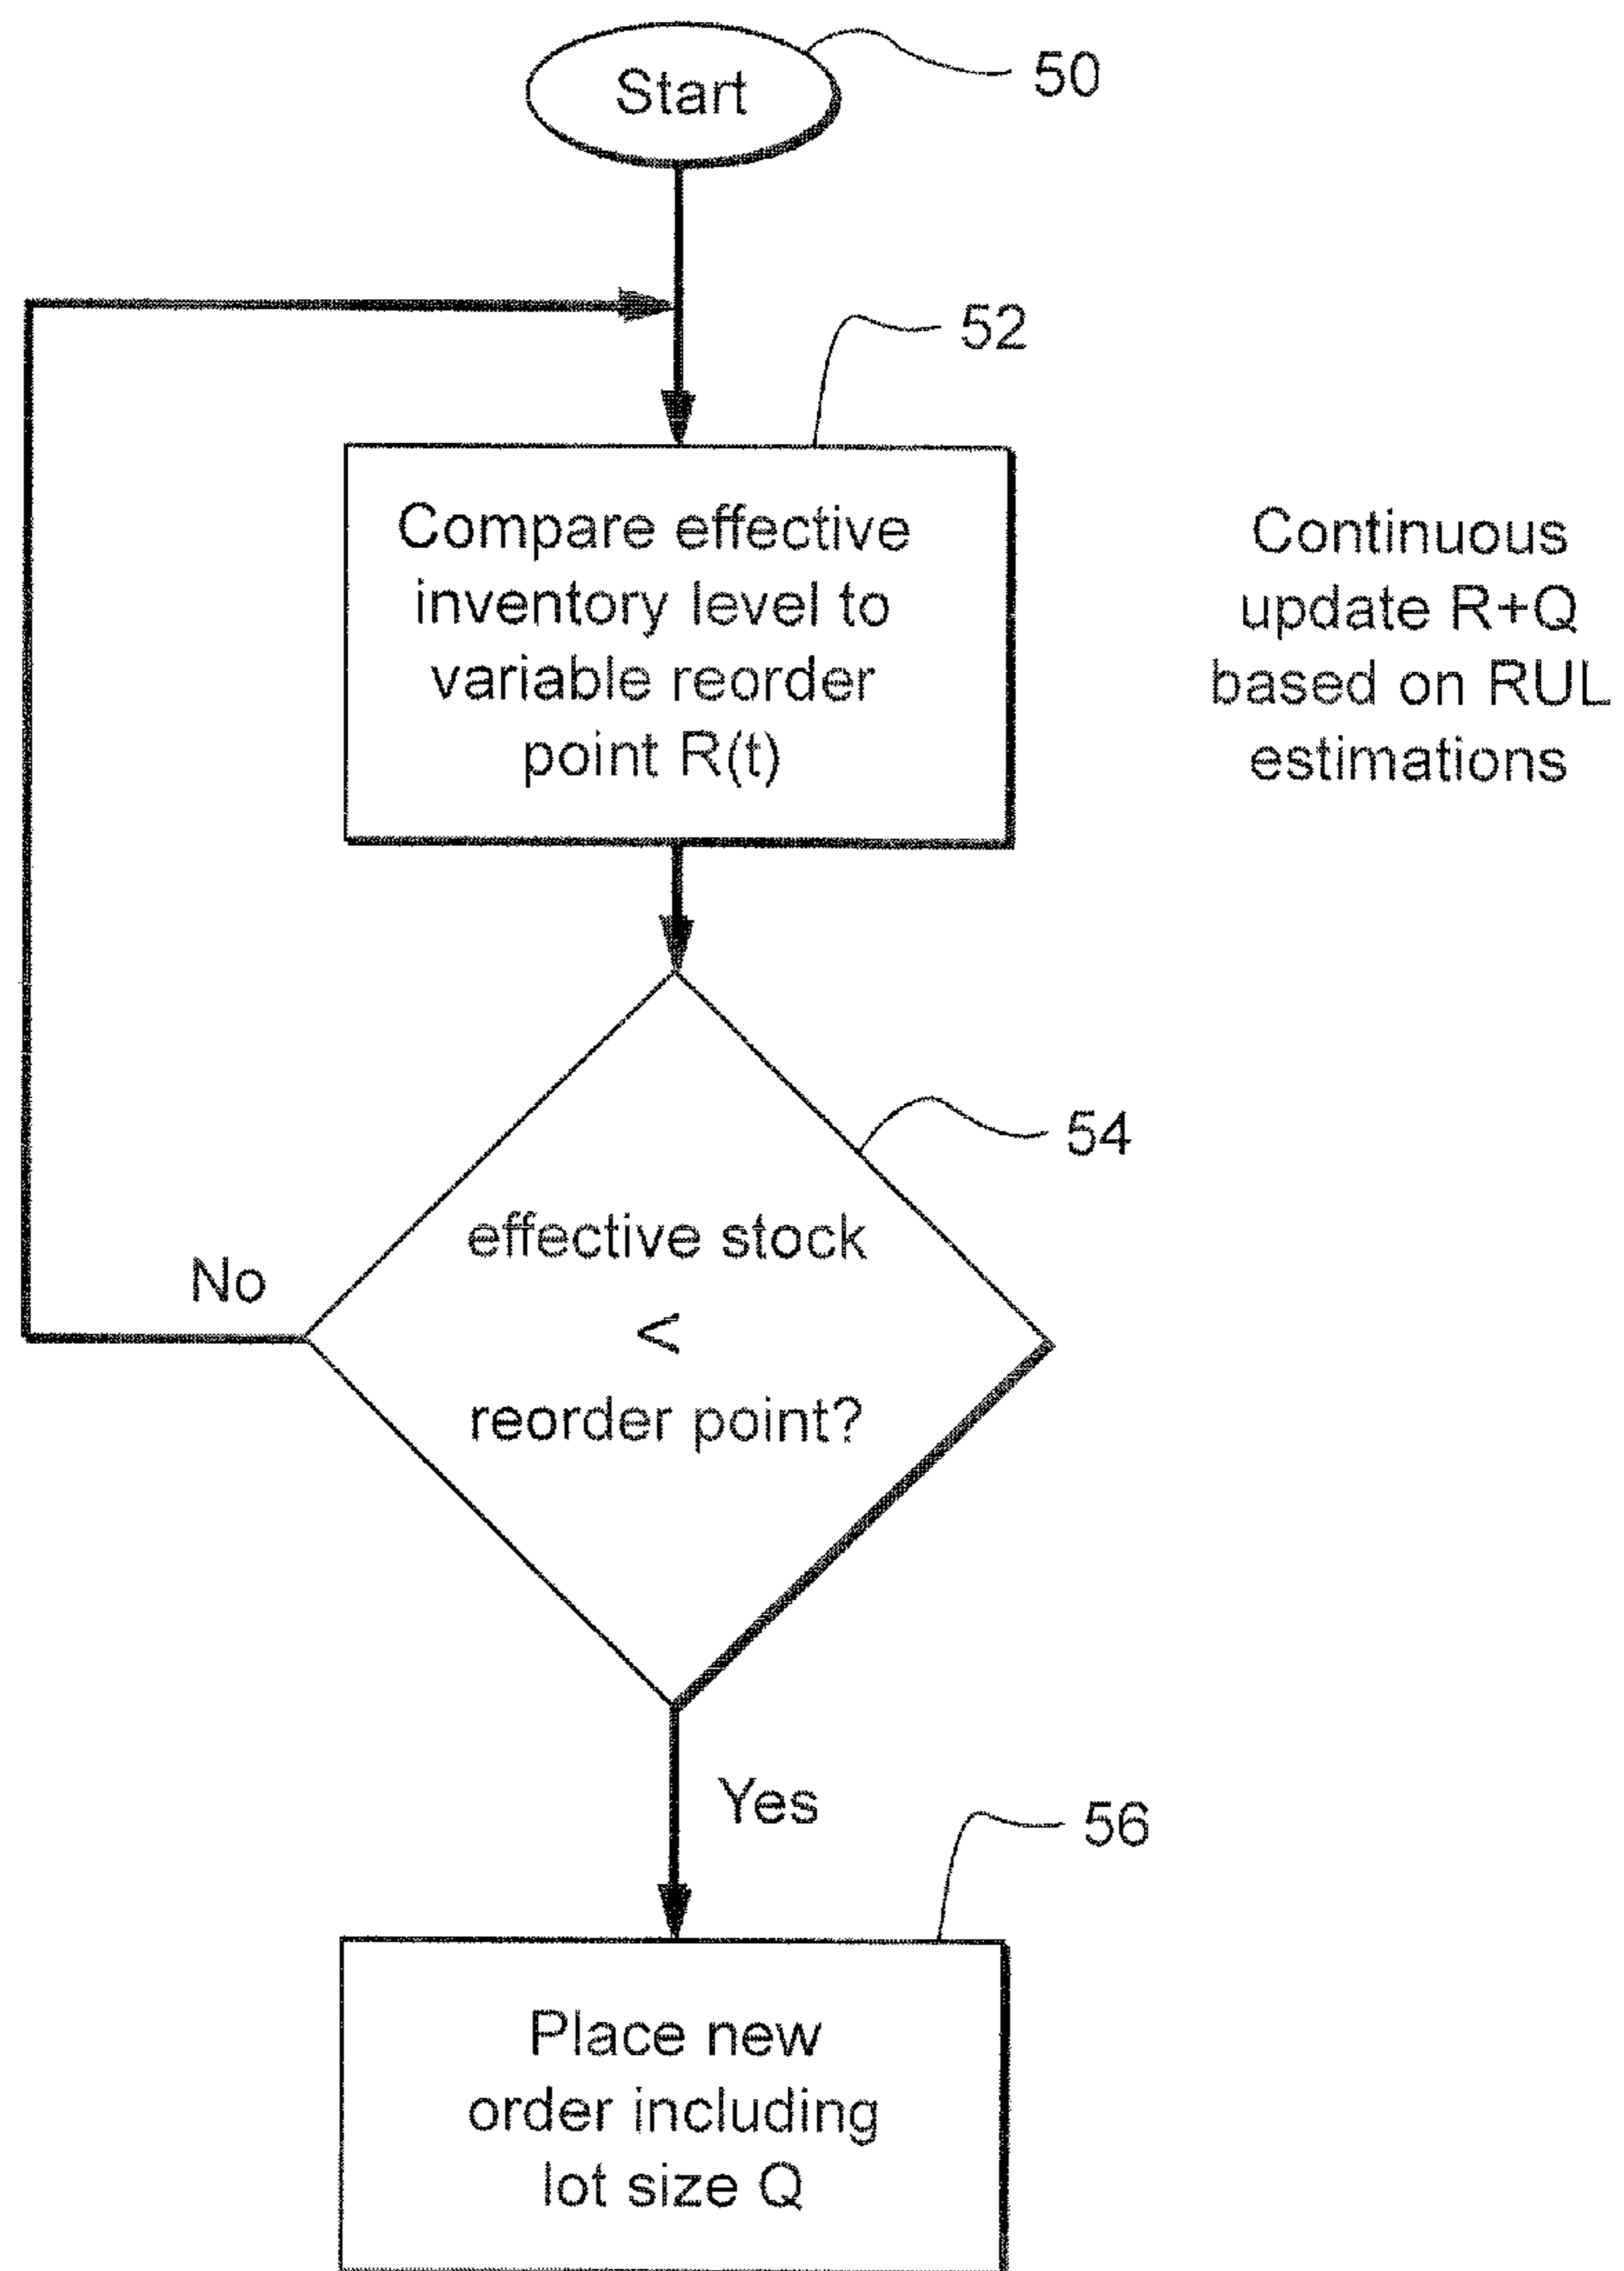 Start
50
52
Compare effective
inventory level to
variable reorder
point R(t)
Continuous
update R+Q
based on RUL
estimations
54
effective stock
<
reorder point?
No
Yes
56
Place new
order including
lot size Q